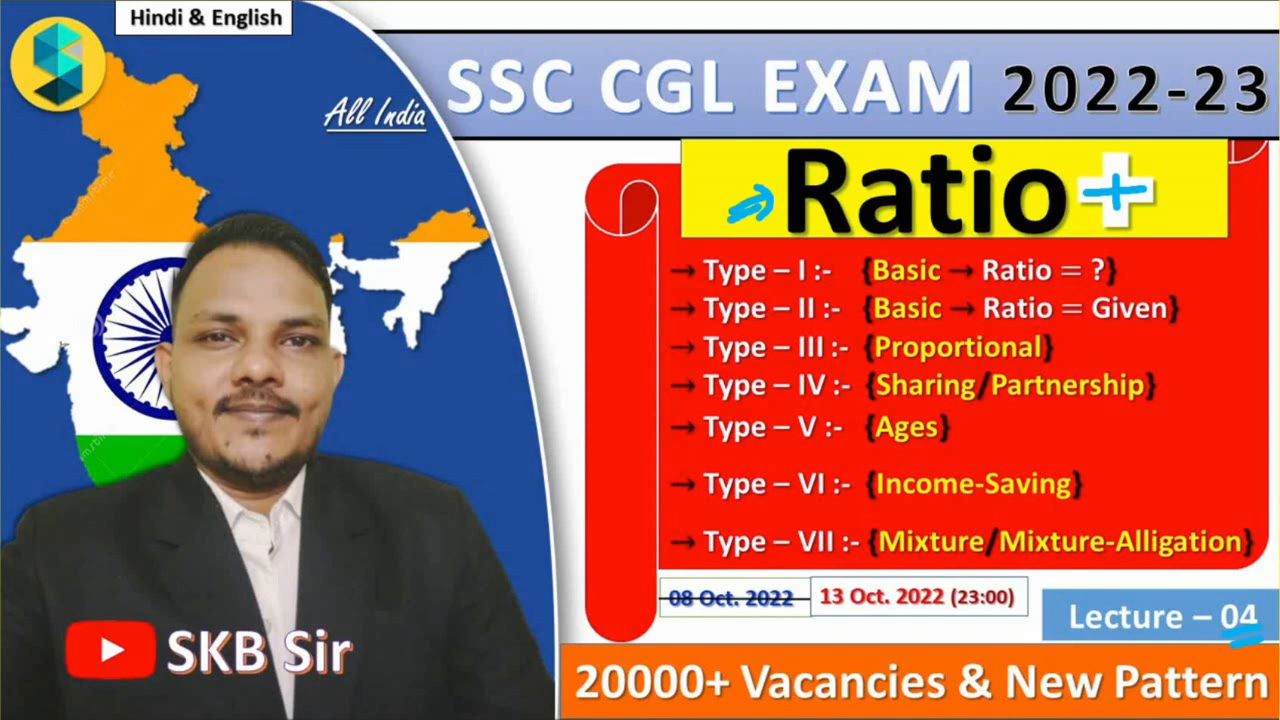 Hindi & English
All India
SSC CGL EXAM 2022-23
Ratio+
→ Type – I :- {Basic → Ratio = ?}
→ Type – II :- {Basic → Ratio = Given}
→ Type – III :- {Proportional}
→ Type – IV :- {Sharing/Partnership}
→ Type – V :- {Ages}
→ Type – VI :- {Income-Saving}
→ Type – VII :- {Mixture/Mixture-Alligation}
08 Oct. 2022 13 Oct. 2022 (23:00)
Lecture – 04
SKB Sir
20000+ Vacancies & New Pattern